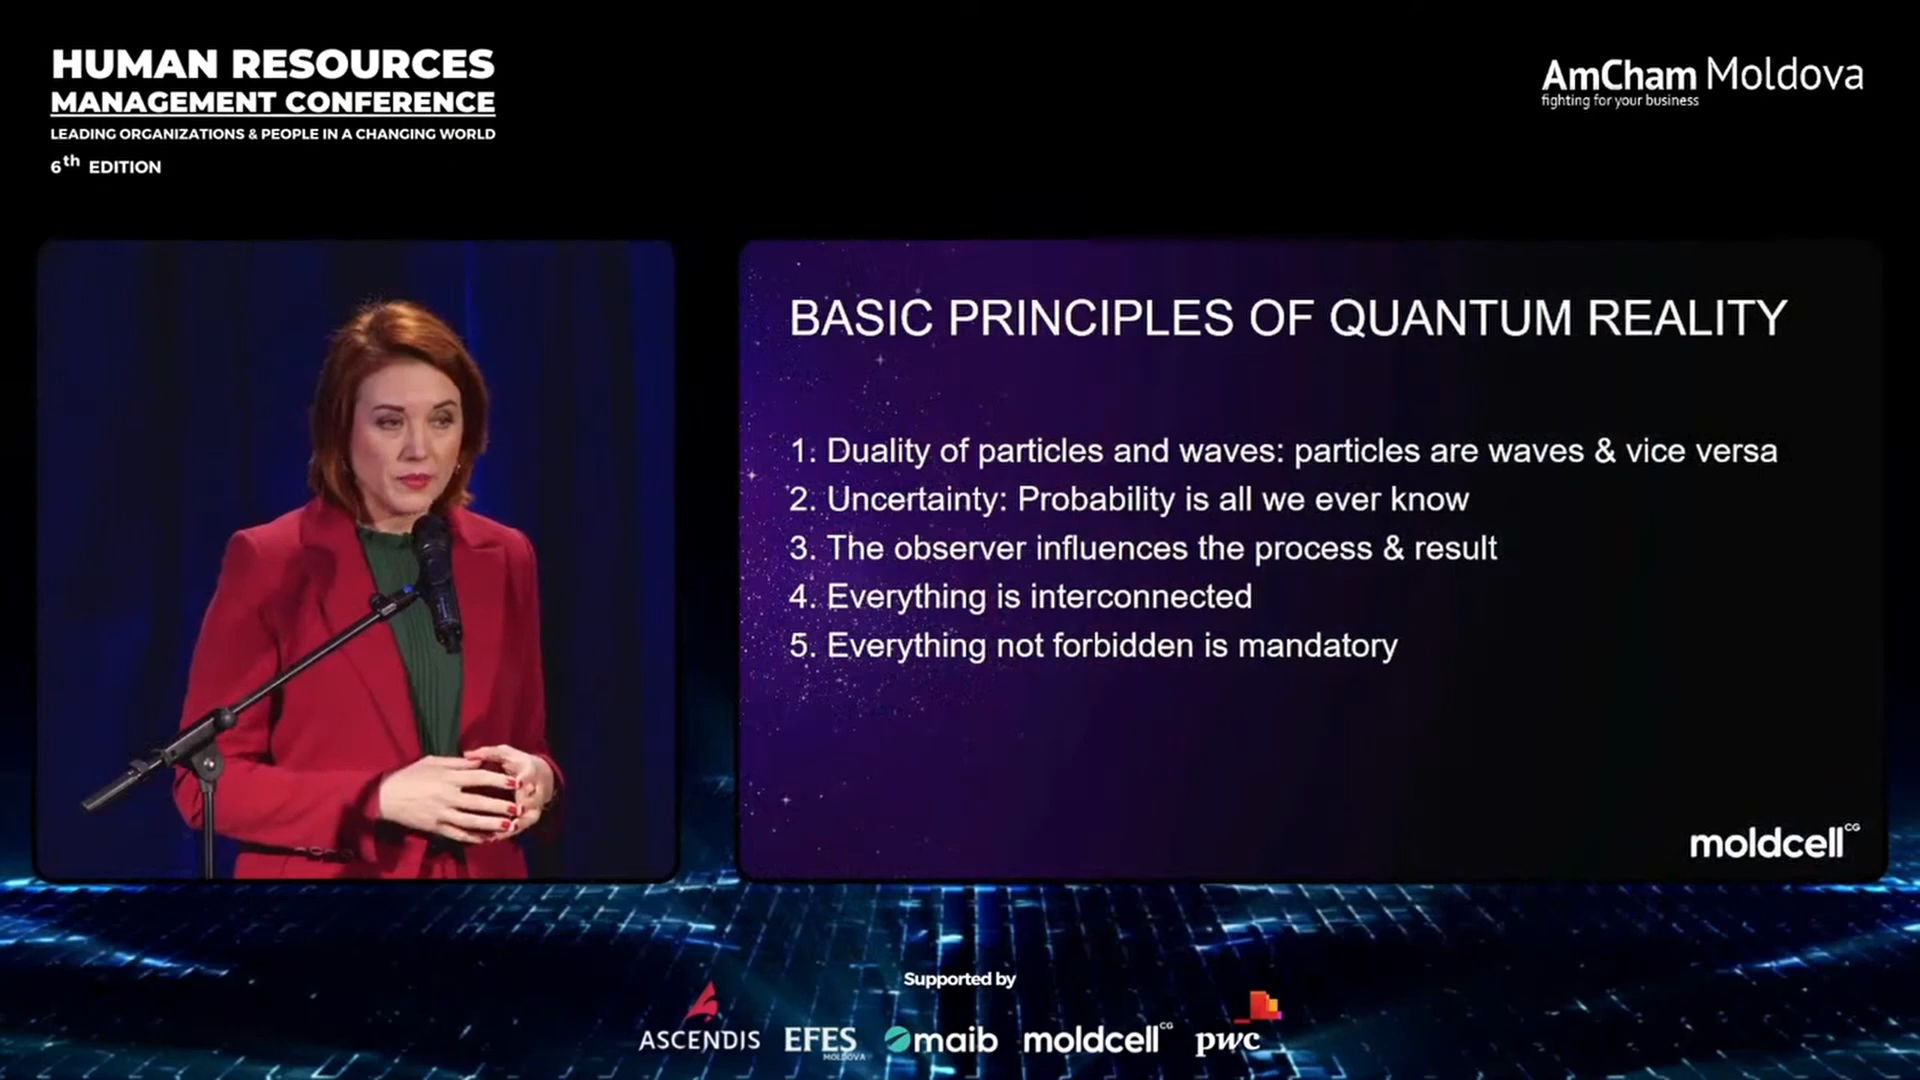 HUMAN RESOURCES
MANAGEMENT CONFERENCE
LEADING ORGANIZATIONS & PEOPLE IN A CHANGING WORLD
6th EDITION
AmCham Moldova
fighting for your business
BASIC PRINCIPLES OF QUANTUM REALITY
1. Duality of particles and waves: particles are waves & vice versa
2. Uncertainty: Probability is all we ever know
3. The observer influences the process & result
4. Everything is interconnected
5. Everything not forbidden is mandatory
moldcell CG
Supported by
ASCENDIS EFES MOLDOVA maib moldcell CG pwc